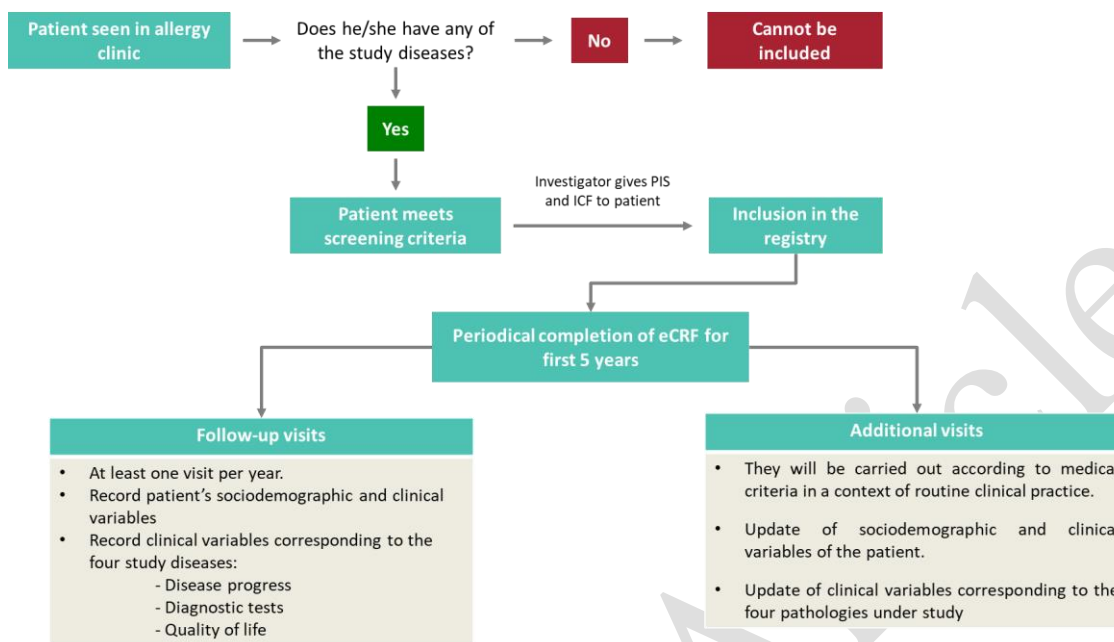 Patient seen in allergy
clinic
Does he/she have any of
the study diseases?
No
Cannot be
included
Yes
Investigator gives PIS
and ICF to patient
Patient meets
screening criteria
Inclusion in the
registry
Periodical completion of eCRF for
first 5 years
Follow-up visits
• At least one visit per year.
• Record patient's sociodemographic and clinical
variables
• Record clinical variables corresponding to the
four study diseases:
- Disease progress
- Diagnostic tests
- Quality of life
Additional visits
• They will be carried out according to medica
criteria in a context of routine clinical practice.
• Update of sociodemographic and clinica
variables of the patient.
• Update of clinical variables corresponding to the
four pathologies under study